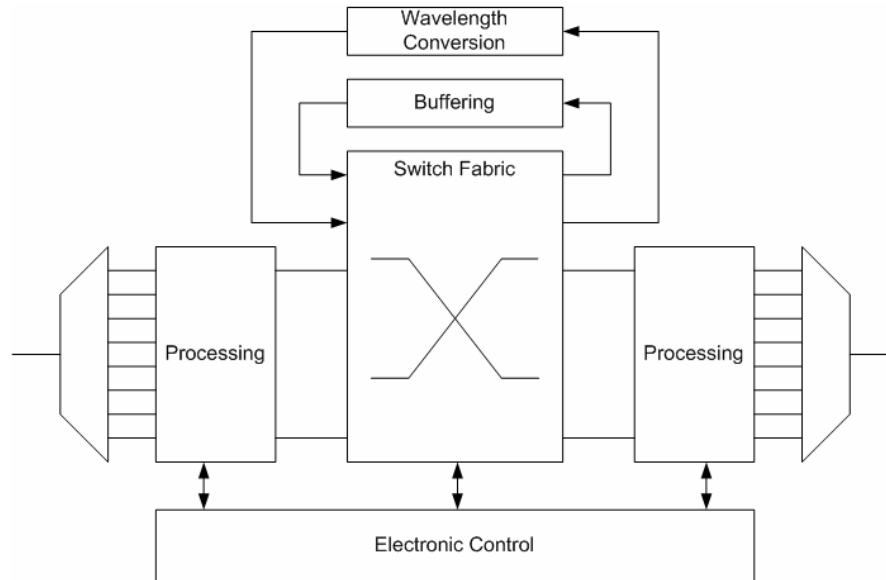 Wavelength
Conversion
Buffering
Switch Fabric
Processing
Processing
Electronic Control